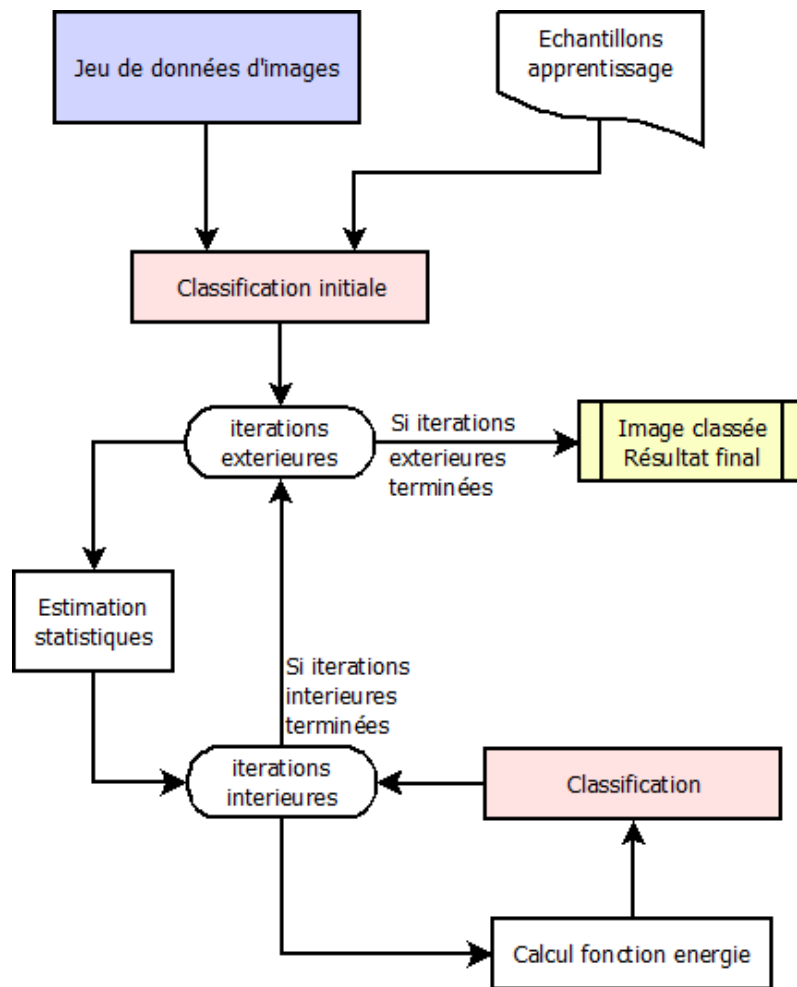 Jeu de données d'images
Echantillons
apprentissage
Classification initiale
iterations
exterieures
Si iterations
exterieures
terminées
Image classée
Résultat final
Estimation
statistiques
Si iterations
interieures
terminées
iterations
interieures
Classification
Calcul fonction energie